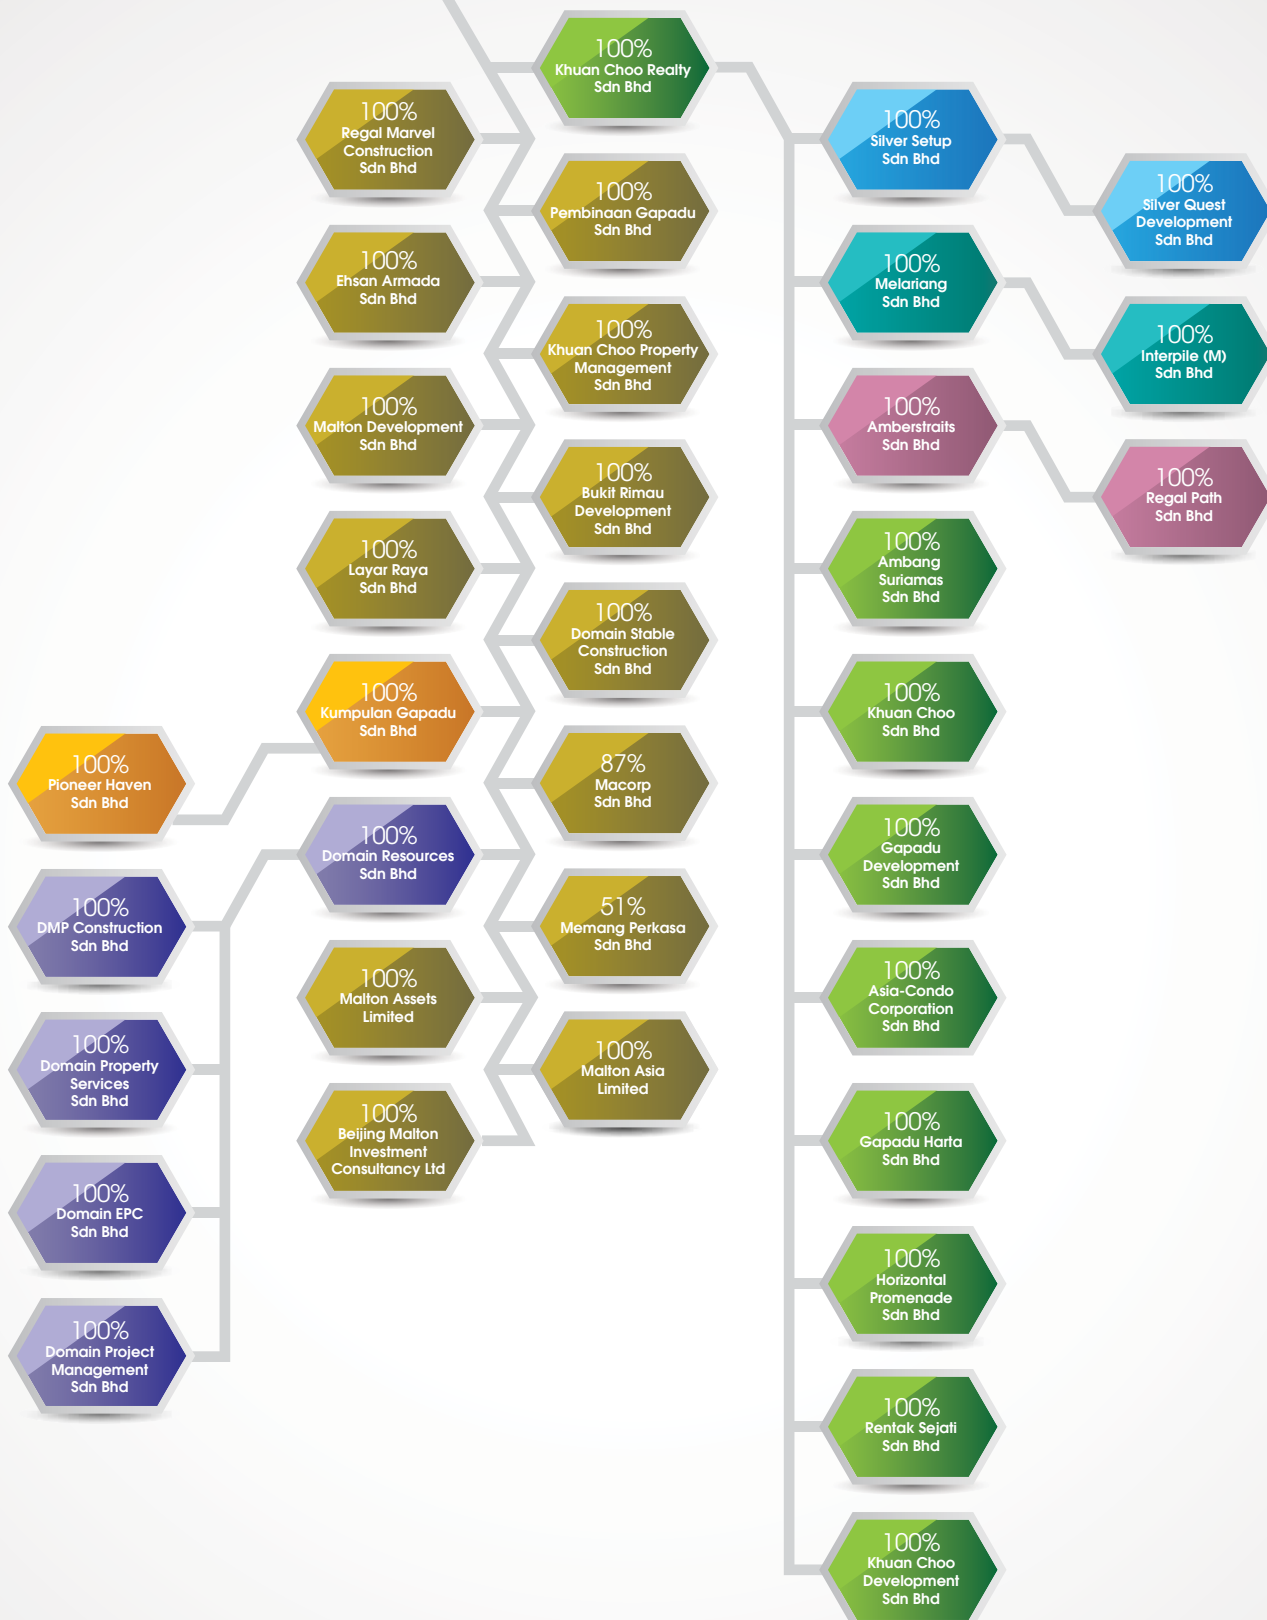 100%
Khuan Choo Realty
Sdn Bhd
100%
Regal Marvel
Construction
Sdn Bhd
100%
Pembinaan Gapadu
Sdn Bhd
100%
Ehsan Armada
Sdn Bhd
100%
Khuan Choo Property
Management
Sdn Bhd
100%
Malton Development
Sdn Bhd
100%
Bukit Rimau
Development
Sdn Bhd
100%
Layar Raya
Sdn Bhd
100%
Domain Stable
Construction
Sdn Bhd
100%
Kumpulan Gapadu
Sdn Bhd
100%
Pioneer Haven
Sdn Bhd
87%
Macorp
Sdn Bhd
100%
Domain Resources
Sdn Bhd
100%
DMP Construction
Sdn Bhd
100%
Domain Property
Services
Sdn Bhd
100%
Domain EPC
Sdn Bhd
100%
Domain Project
Management
Sdn Bhd
51%
Memang Perkasa
Sdn Bhd
100%
Malton Assets
Limited
100%
Malton Asia
Limited
100%
Beijing Malton
Investment
Consultancy Ltd
100%
Silver Setup
Sdn Bhd
100%
Silver Quest
Development
Sdn Bhd
100%
Melariang
Sdn Bhd
100%
Interpile (M)
Sdn Bhd
100%
Amberstraits
Sdn Bhd
100%
Regal Path
Sdn Bhd
100%
Ambang
Suriamas
Sdn Bhd
100%
Khuan Choo
Sdn Bhd
100%
Gapadu
Development
Sdn Bhd
100%
Asia-Condo
Corporation
Sdn Bhd
100%
Gapadu Harta
Sdn Bhd
100%
Horizontal
Promenade
Sdn Bhd
100%
Rentak Sejati
Sdn Bhd
100%
Khuan Choo
Development
Sdn Bhd